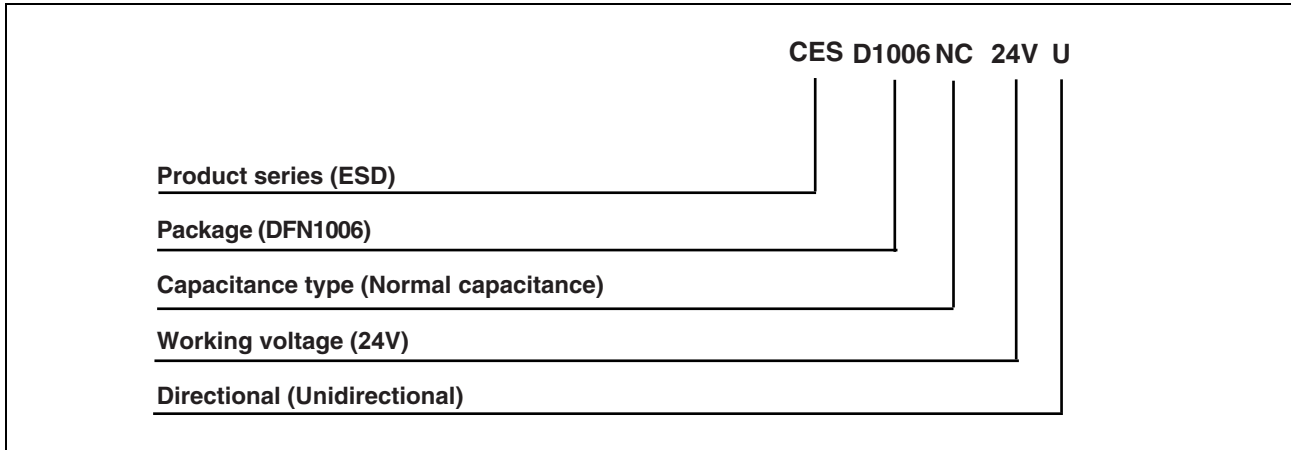 CES D1006 NC 24V U
Product series (ESD)
Package (DFN1006)
Capacitance type (Normal capacitance)
Working voltage (24V)
Directional (Unidirectional)